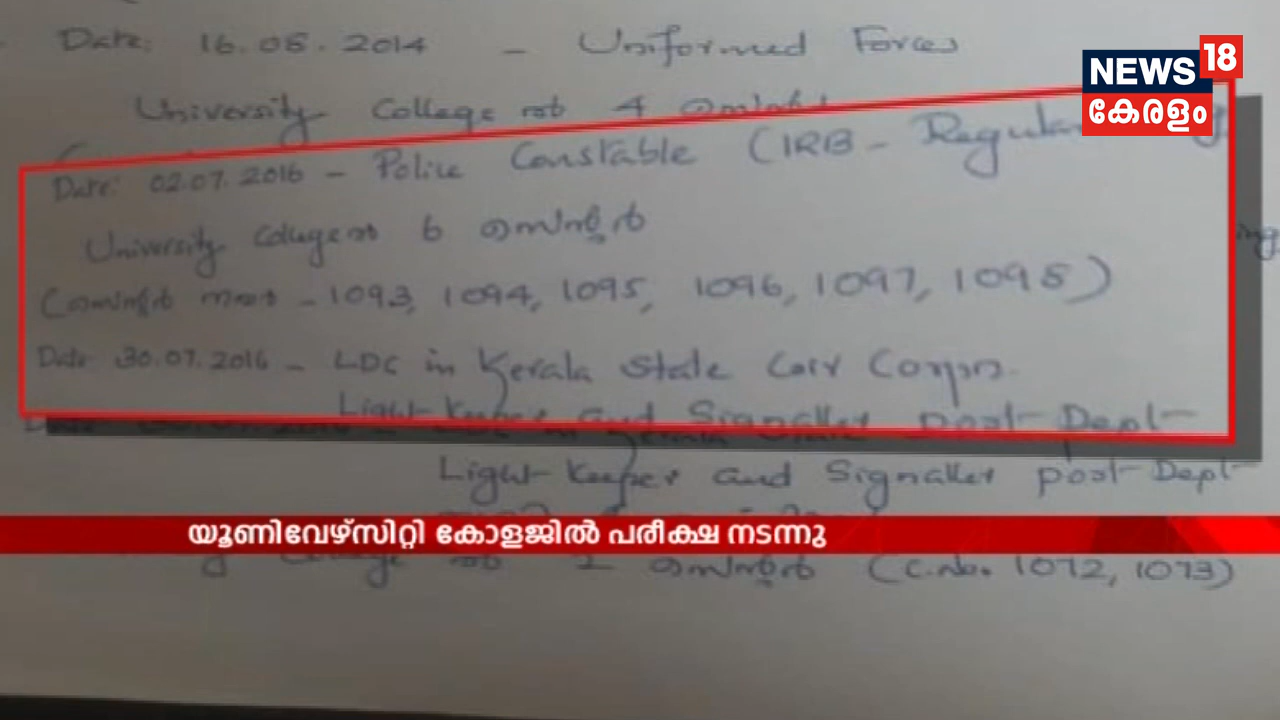 Date: 16.08.2014 - Uniformed Forces
NEWS 18
കേരളം
University College ൽ 4
Date: 02.07.2016 - Police Constable (IRB - Regular
University College ൽ 6 സെന്റർ
(സെന്റർ നമ്പർ - 1093, 1094, 1095, 1096, 1097, 1098)
Date 30.07.2016 - LDC in Kerala State Coir Corpn.
Light Keeper and Signaller post Dept
Light Keeper and Signaller post Dept
യൂണിവേഴ്സിറ്റി കോളജിൽ പരീക്ഷ നടന്നു
College ൽ 2 സെന്റർ (C.No. 1072, 1073)